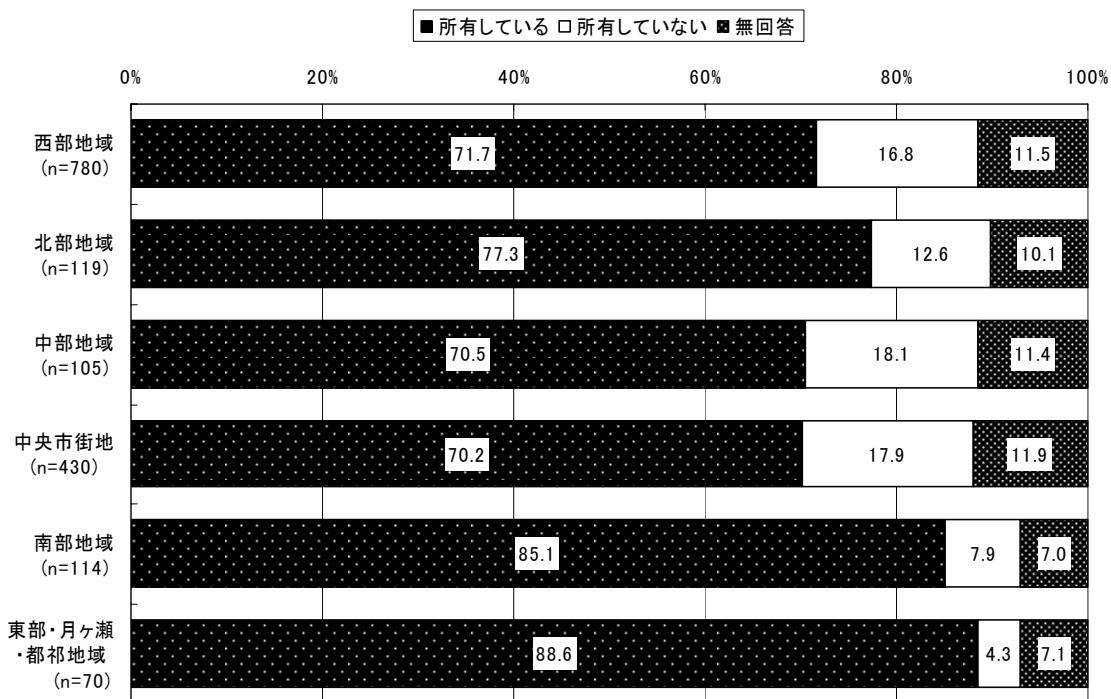 ■所有している □所有していない ▩無回答
0% 20% 40% 60% 80% 100%
西部地域
(n=780)
71.7 16.8 11.5
北部地域
(n=119)
77.3 12.6 10.1
中部地域
(n=105)
70.5 18.1 11.4
中央市街地
(n=430)
70.2 17.9 11.9
南部地域
(n=114)
85.1 7.9 7.0
東部・月ヶ瀬
・都祁地域
(n=70)
88.6 4.3 7.1